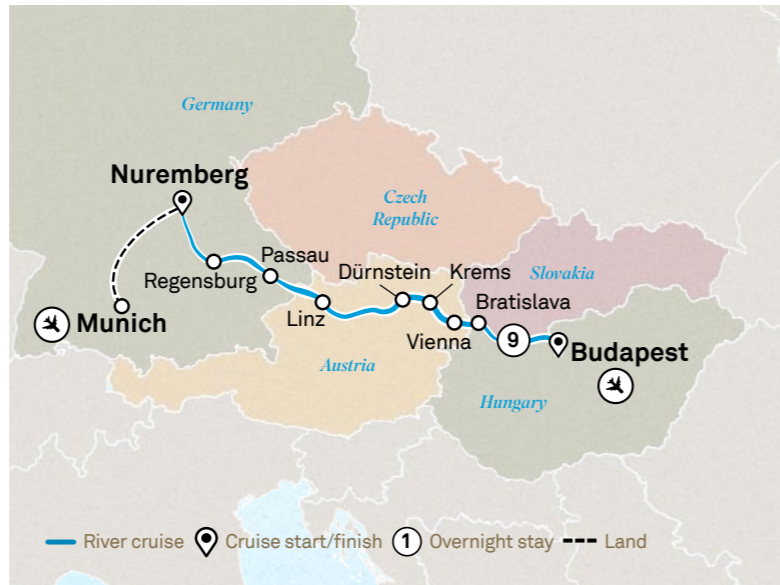 Germany
Nuremberg
Czech
Republic
Passau
Regensburg
Dürnstein
Krems
Slovakia
Bratislava
Linz
Munich
Vienna
9
Budapest
Austria
Hungary
River cruise
Cruise start/finish
1
Overnight stay
Land